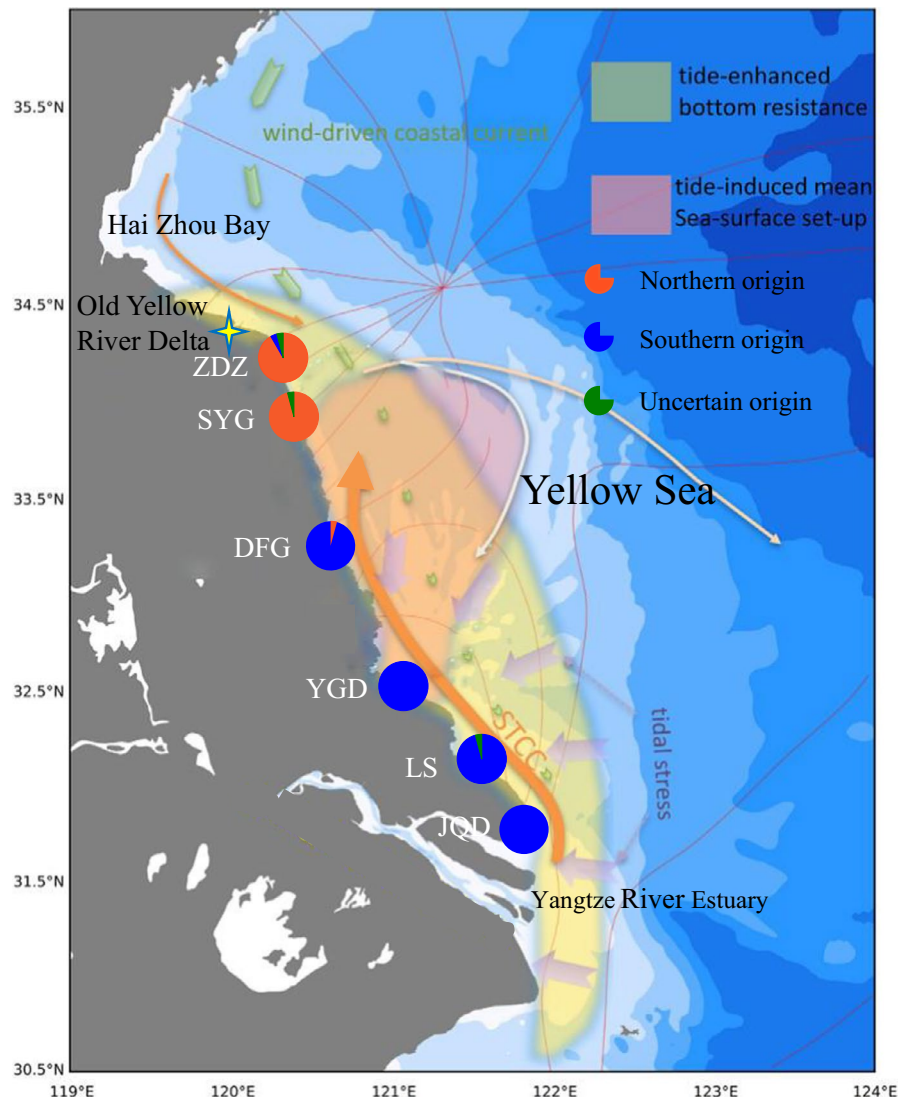 35.5°N
34.5°N
33.5°N
32.5°N
31.5°N
30.5°N
119°E
120°E
121°E
122°E
123°E
124°E
tide-enhanced
bottom resistance
tide-induced mean
Sea-surface set-up
Northern origin
Southern origin
Uncertain origin
wind-driven coastal current
Hai Zhou Bay
Old Yellow
River Delta
ZDZ
SYG
Yellow Sea
DFG
YGD
STCC
tidal stress
LS
JQD
Yangtze River Estuary